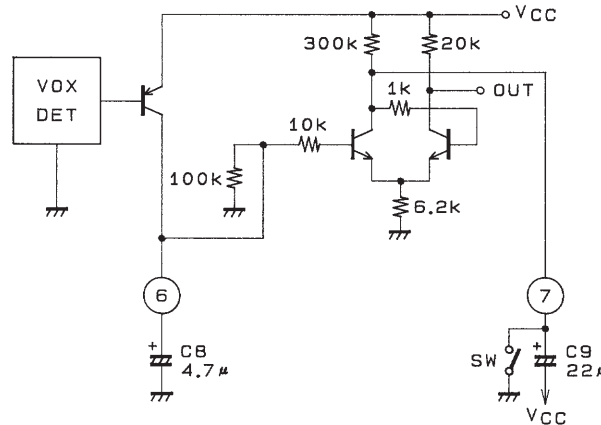 VCC
300k
20k
VOX
DET
1k
OUT
10k
100k
6.2k
6
7
+
C8
4.7μ
SW
+
C9
22μ
VCC